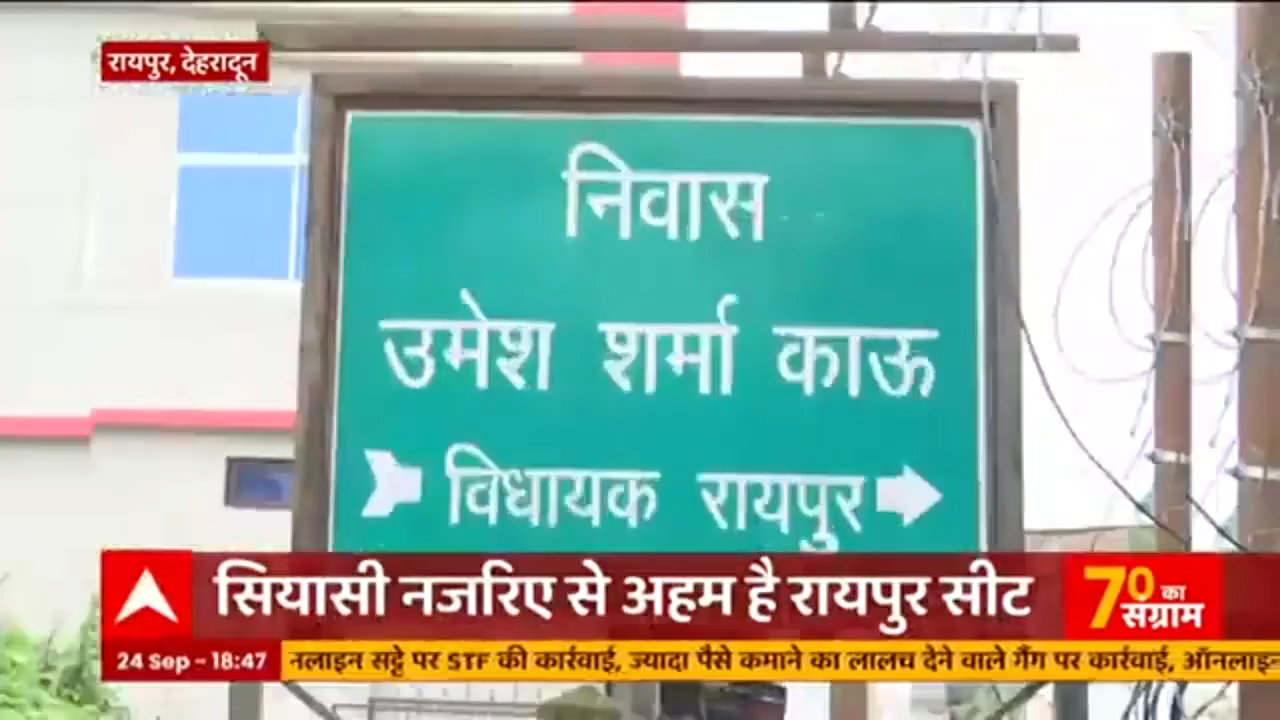 रायपुर, देहरादून
निवास
उमेश शर्मा काऊ
विधायक रायपुर
सियासी नजरिए से अहम है रायपुर सीट
70 का संग्राम
24 Sep - 18:47
नलाइन सट्टे पर STF की कार्रवाई, ज्यादा पैसे कमाने का लालच देने वाले गैंग पर कार्रवाई, ऑनलाइन